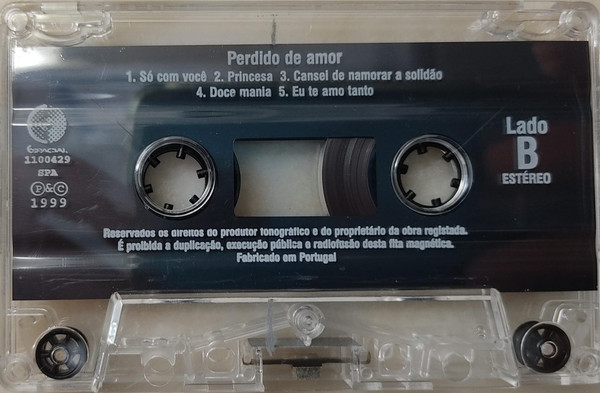 Perdido de amor
1. Só com você 2. Princesa 3. Cansei de namorar a solidão
4. Doce mania 5. Eu te amo tanto
Lado
B
ESTÉREO
ESPACIAL
1100429
SPA
P&C
1999
Reservados os direitos do produtor fonográfico e do proprietário da obra registada.
É proibida a duplicação, execução pública e radiofusão desta fita magnética.
Fabricado em Portugal